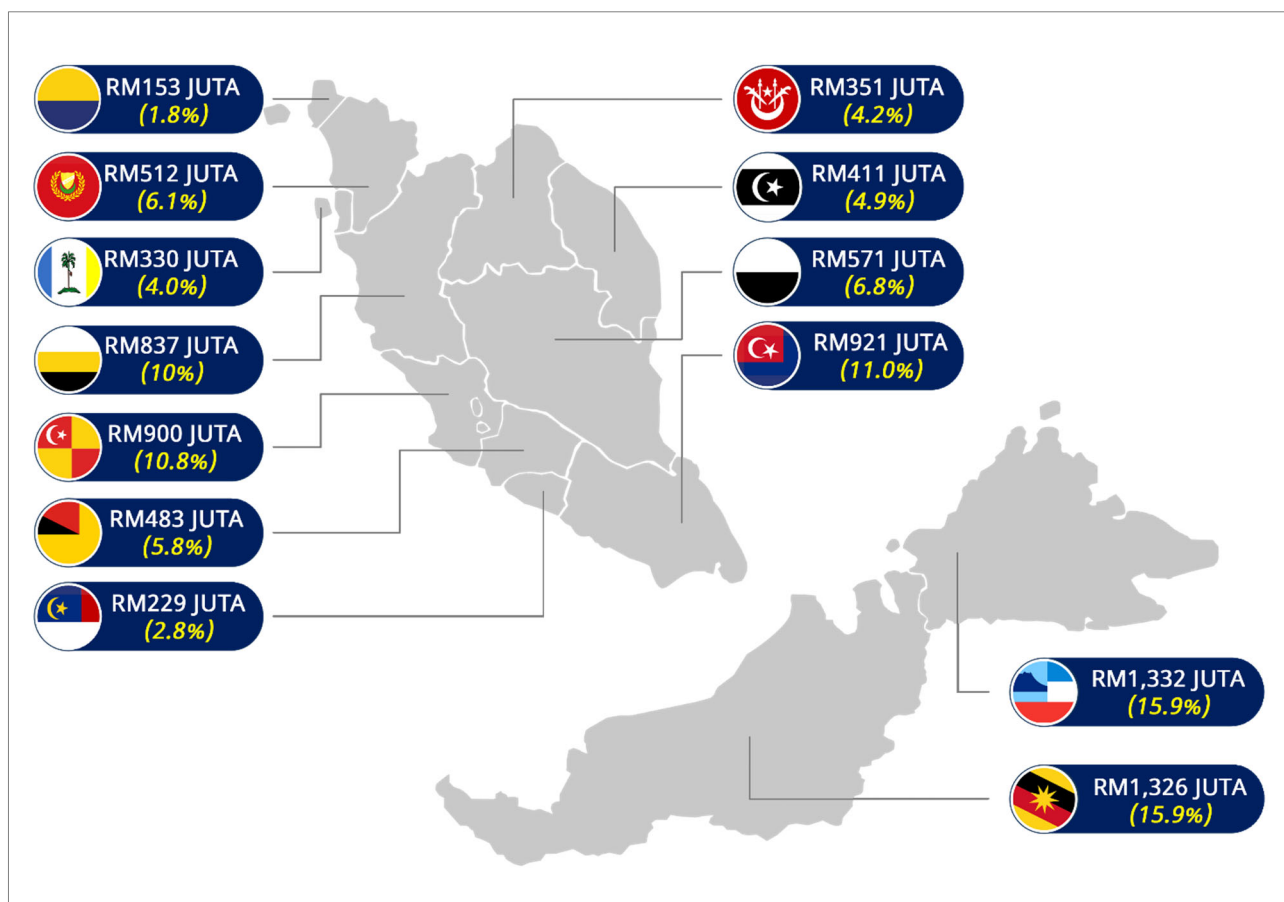 RM153 JUTA
(1.8%)
RM512 JUTA
(6.1%)
RM330 JUTA
(4.0%)
RM837 JUTA
(10%)
RM900 JUTA
(10.8%)
RM483 JUTA
(5.8%)
RM229 JUTA
(2.8%)
RM351 JUTA
(4.2%)
RM411 JUTA
(4.9%)
RM571 JUTA
(6.8%)
RM921 JUTA
(11.0%)
RM1,332 JUTA
(15.9%)
RM1,326 JUTA
(15.9%)